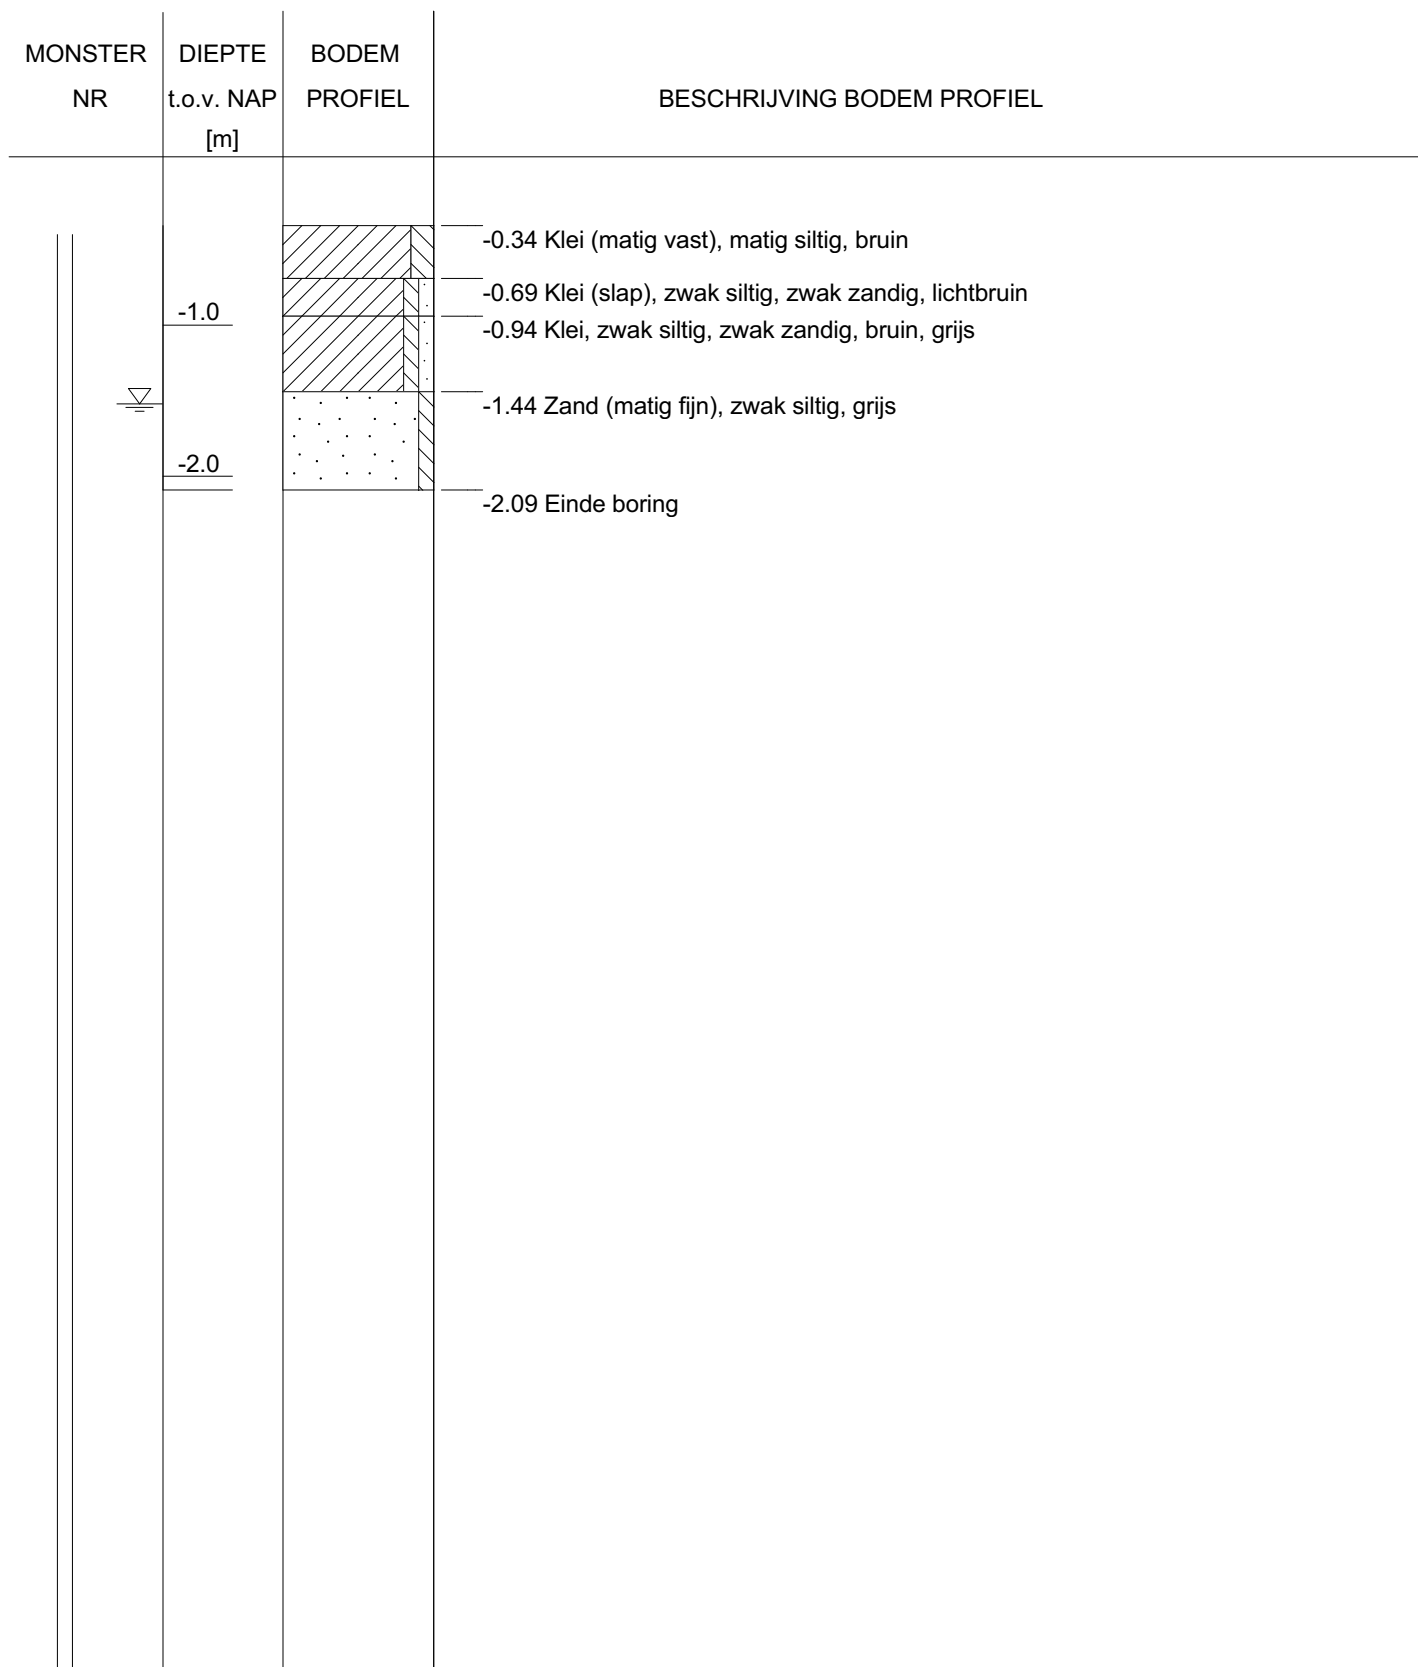 MONSTER DIEPTE BODEM
NR t.o.v. NAP PROFIEL BESCHRIJVING BODEM PROFIEL
[m]
-0.34 Klei (matig vast), matig siltig, bruin
-0.69 Klei (slap), zwak siltig, zwak zandig, lichtbruin
-1.0
-0.94 Klei, zwak siltig, zwak zandig, bruin, grijs
-1.44 Zand (matig fijn), zwak siltig, grijs
-2.0
-2.09 Einde boring